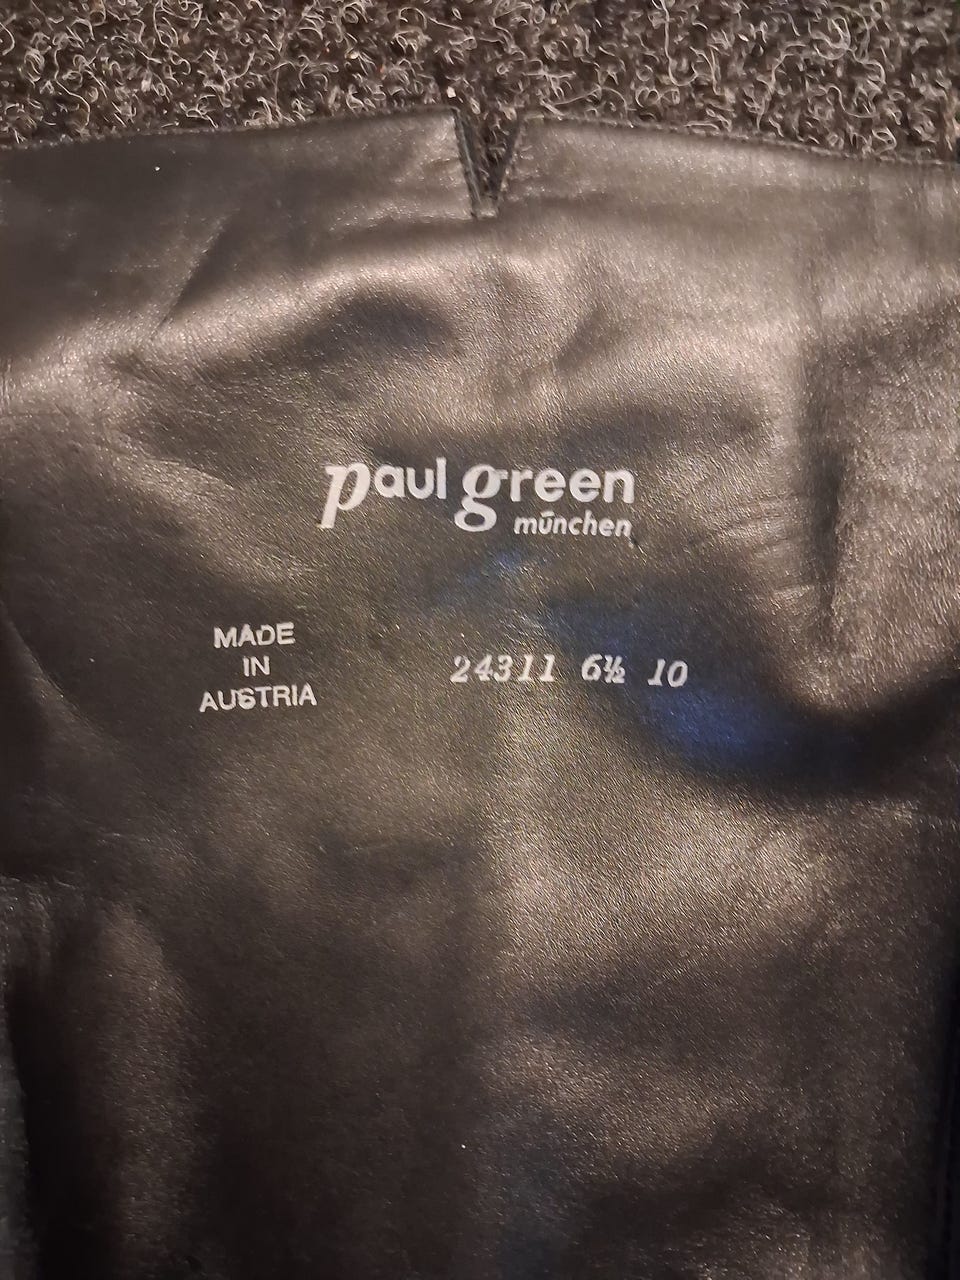 paul green
münchen
MADE
IN
AUSTRIA
24311 6½ 10